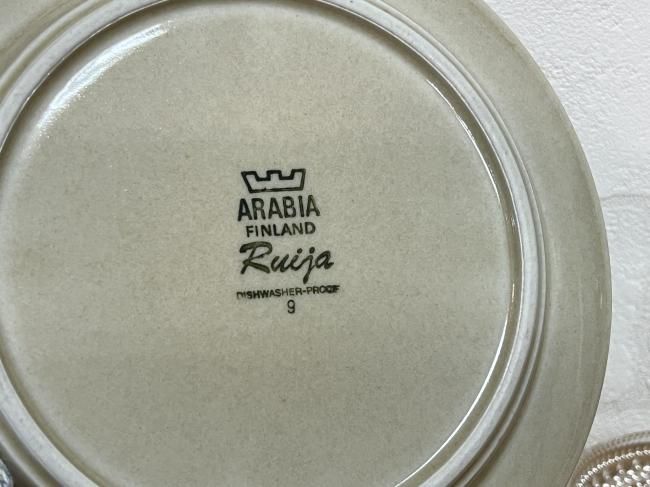 ARABIA
FINLAND
Ruija
DISHWASHER-PROOF
9